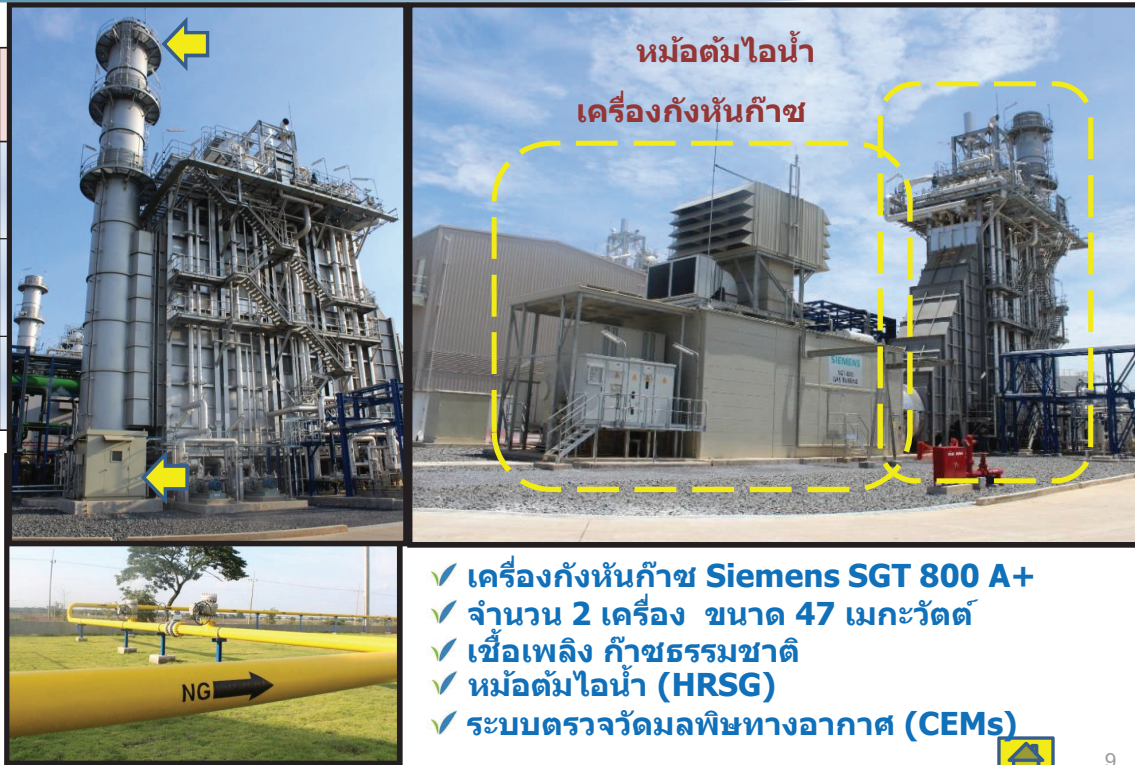 หม้อต้มไอน้ำ
เครื่องกังหันก๊าซ
SIEMENS
SGT-800
GAS TURBINE
NG
เครื่องกังหันก๊าซ Siemens SGT 800 A+
จำนวน 2 เครื่อง ขนาด 47 เมกะวัตต์
เชื้อเพลิง ก๊าซธรรมชาติ
หม้อต้มไอน้ำ (HRSG)
ระบบตรวจวัดมลพิษทางอากาศ (CEMs)
9